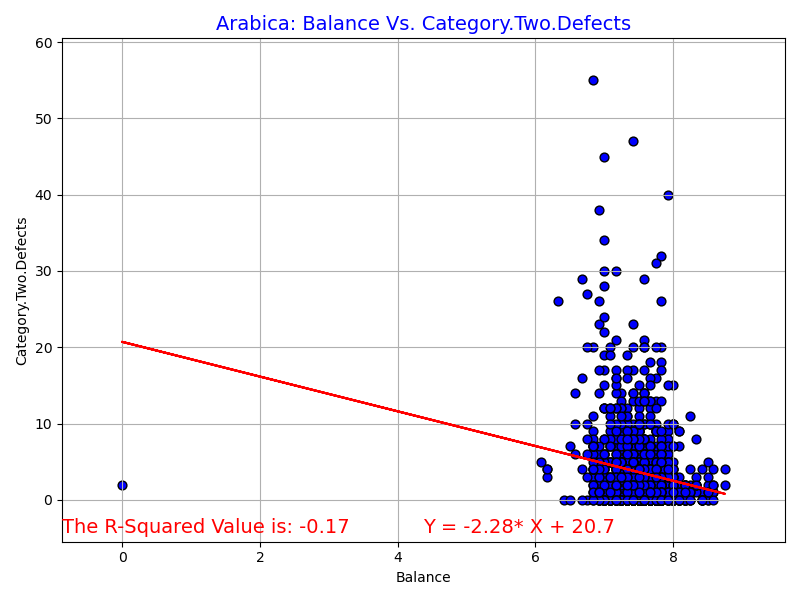 Arabica: Balance Vs. Category.Two.Defects
Category.Two.Defects
60
50
40
30
20
10
0
The R-Squared Value is: -0.17
Y = -2.28* X + 20.7
0
2
4
6
8
Balance